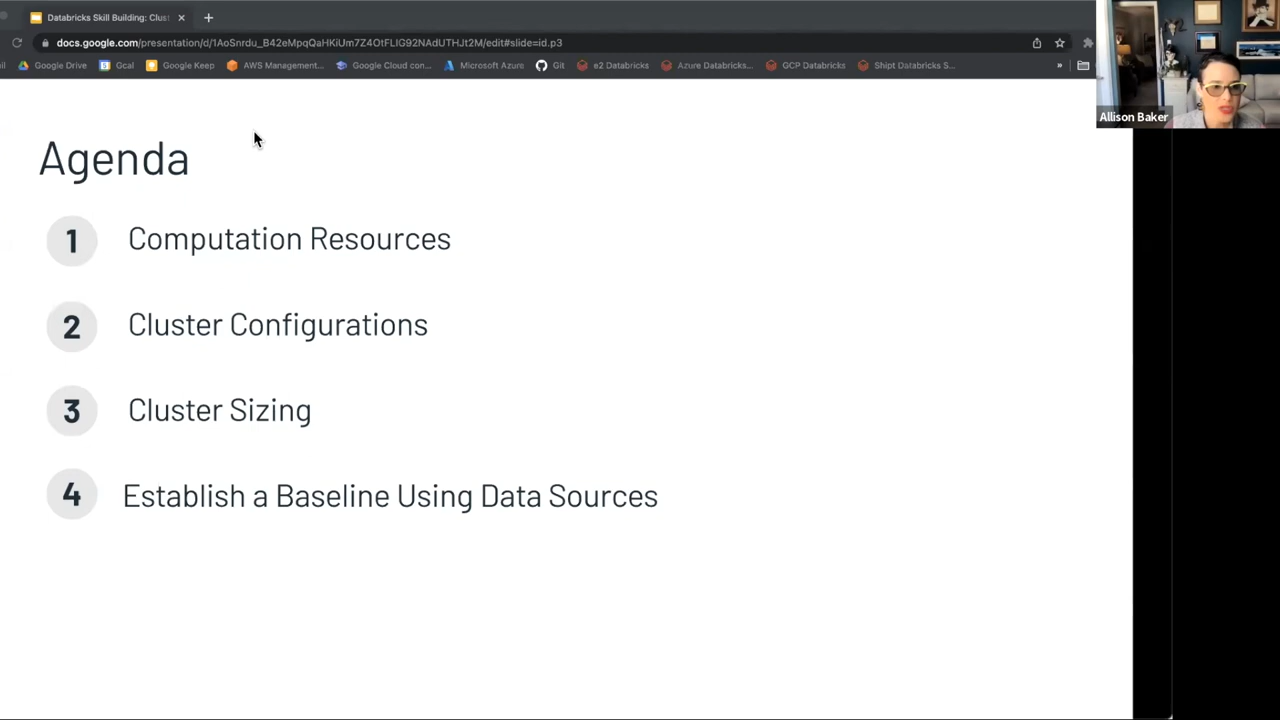 Databricks Skill Building: Clus
docs.google.com/presentation/d/1AoSnrdu_B42eMpqQaHKiUm7Z4OtFLIG92NAdUTHJt2M/edit#slide=id.p3
Google Drive Gcal Google Keep AWS Management... Google Cloud con... Microsoft Azure Git e2 Databricks Azure Databricks... GCP Databricks Shipt Databricks S... »
Allison Baker
Agenda
1 Computation Resources
2 Cluster Configurations
3 Cluster Sizing
4 Establish a Baseline Using Data Sources